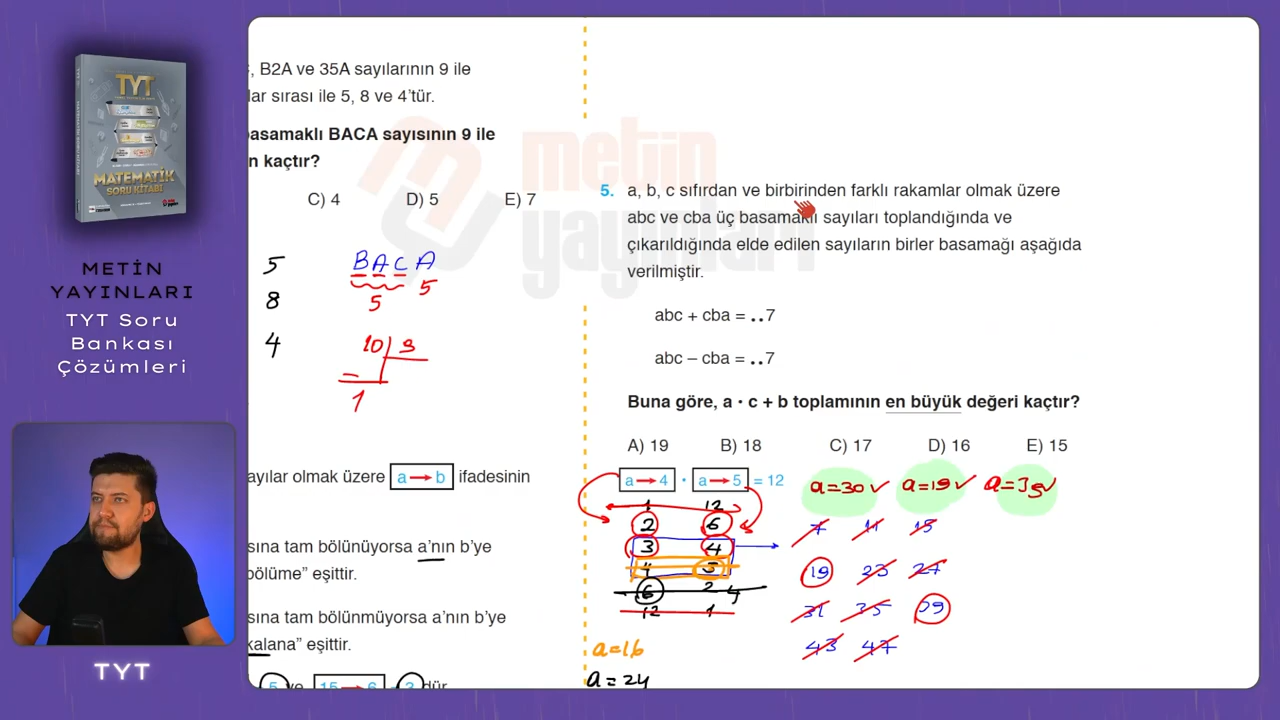 TYT
MATEMATİK
SORU KİTABI
METİN
YAYINLARI
TYT Soru
Bankası
Çözümleri
TYT
, B2A ve 35A sayılarının 9 ile
lar sırası ile 5, 8 ve 4'tür.
basamaklı BACA sayısının 9 ile
n kaçtır?
C) 4 D) 5 E) 7
5
8
4
BACA
5 5
10 9
1
ayılar olmak üzere a→b ifadesinin
sına tam bölünüyorsa a'nın b'ye
bölüme" eşittir.
sına tam bölünmüyorsa a'nın b'ye
kalana" eşittir.
5 ve 15→6 3 dür
metin
yayınları
5. a, b, c sıfırdan ve birbirinden farklı rakamlar olmak üzere
abc ve cba üç basamaklı sayıları toplandığında ve
çıkarıldığında elde edilen sayıların birler basamağı aşağıda
verilmiştir.
abc + cba = ..7
abc – cba = ..7
Buna göre, a • c + b toplamının en büyük değeri kaçtır?
A) 19 B) 18 C) 17 D) 16 E) 15
a→4 · a→5 = 12
a=30✓ a=19✓ a=35✓
1 12
2 6
3 4
4 3
6 2
12 1
7 11 15
19 23 27
31 35 39
43 47
a=16
a=24